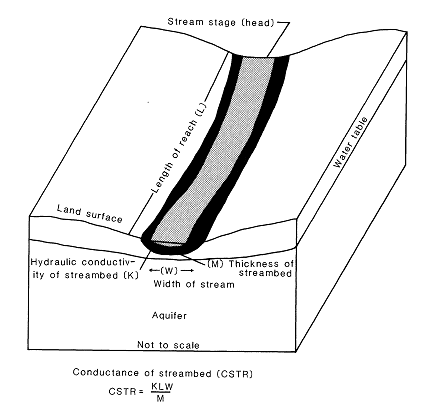 Stream stage (head)
Length of reach (L)
Water table
Land surface
Hydraulic conductiv-
ity of streambed (K)
(W)
Width of stream
(M) Thickness of
streambed
Aquifer
Not to scale
Conductance of streambed (CSTR)
CSTR = KLW
M